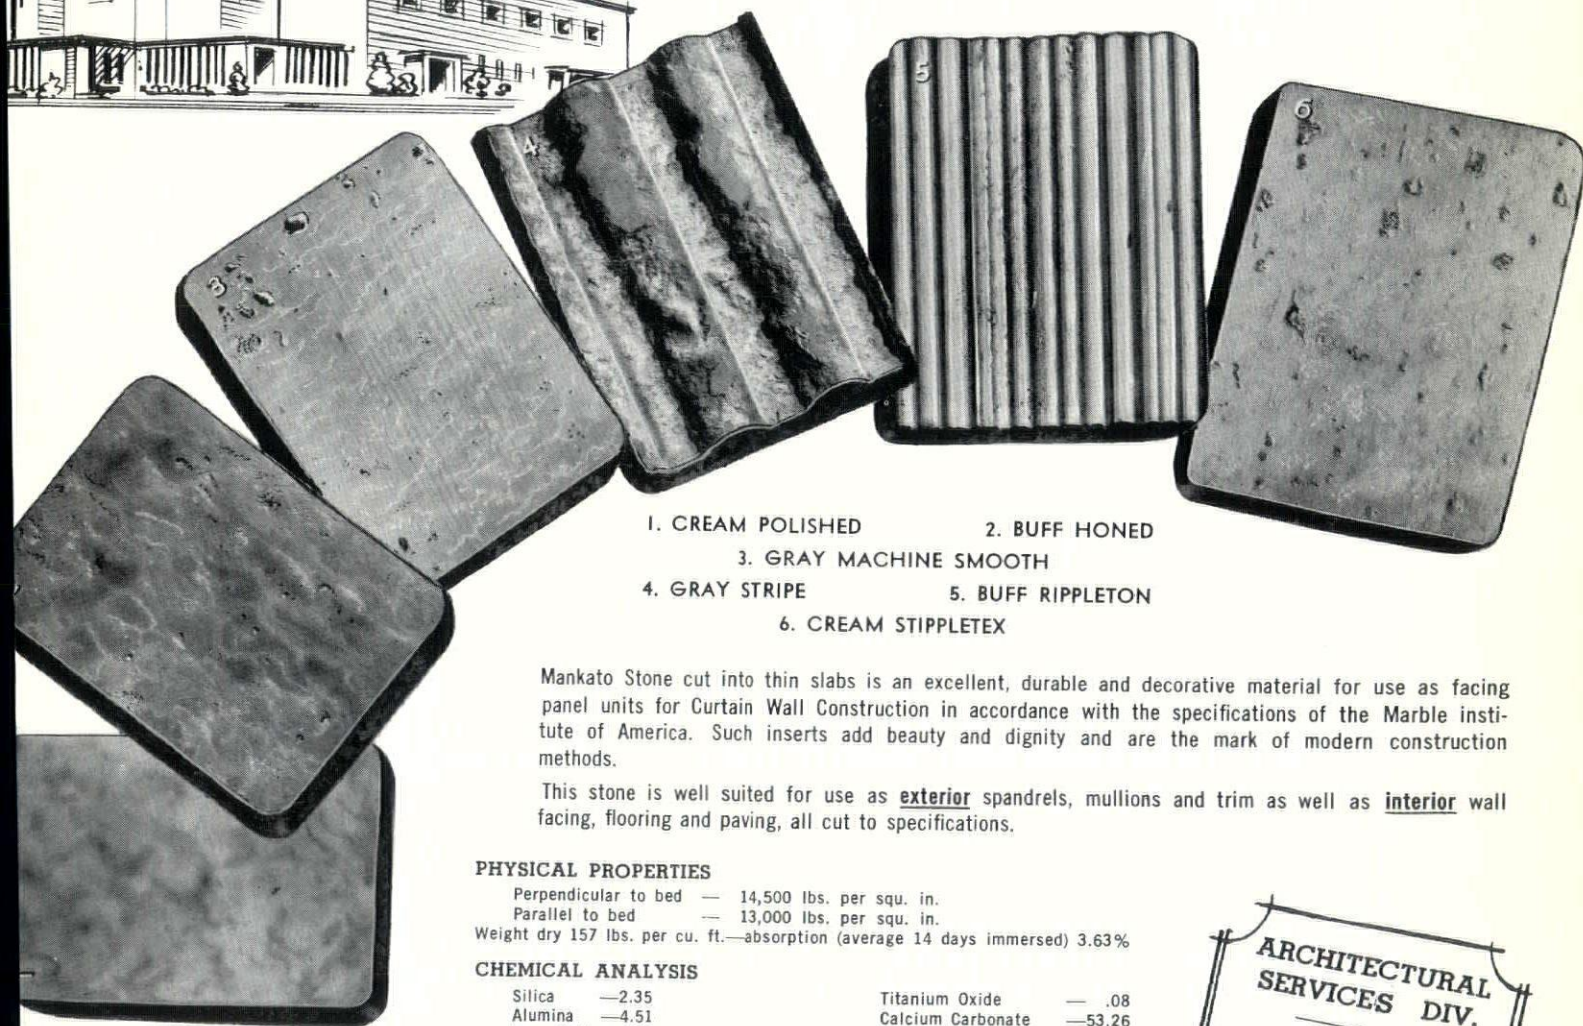 3
4
5
6
1. CREAM POLISHED 2. BUFF HONED
3. GRAY MACHINE SMOOTH
4. GRAY STRIPE 5. BUFF RIPPLETON
6. CREAM STIPPLETEX
Mankato Stone cut into thin slabs is an excellent, durable and decorative material for use as facing
panel units for Curtain Wall Construction in accordance with the specifications of the Marble insti-
tute of America. Such inserts add beauty and dignity and are the mark of modern construction
methods.
This stone is well suited for use as exterior spandrels, mullions and trim as well as interior wall
facing, flooring and paving, all cut to specifications.
PHYSICAL PROPERTIES
Perpendicular to bed — 14,500 lbs. per squ. in.
Parallel to bed — 13,000 lbs. per squ. in.
Weight dry 157 lbs. per cu. ft.—absorption (average 14 days immersed) 3.63%
CHEMICAL ANALYSIS
Silica —2.35 Titanium Oxide — .08
Alumina —4.51 Calcium Carbonate —53.26
ARCHITECTURAL
SERVICES DIV.